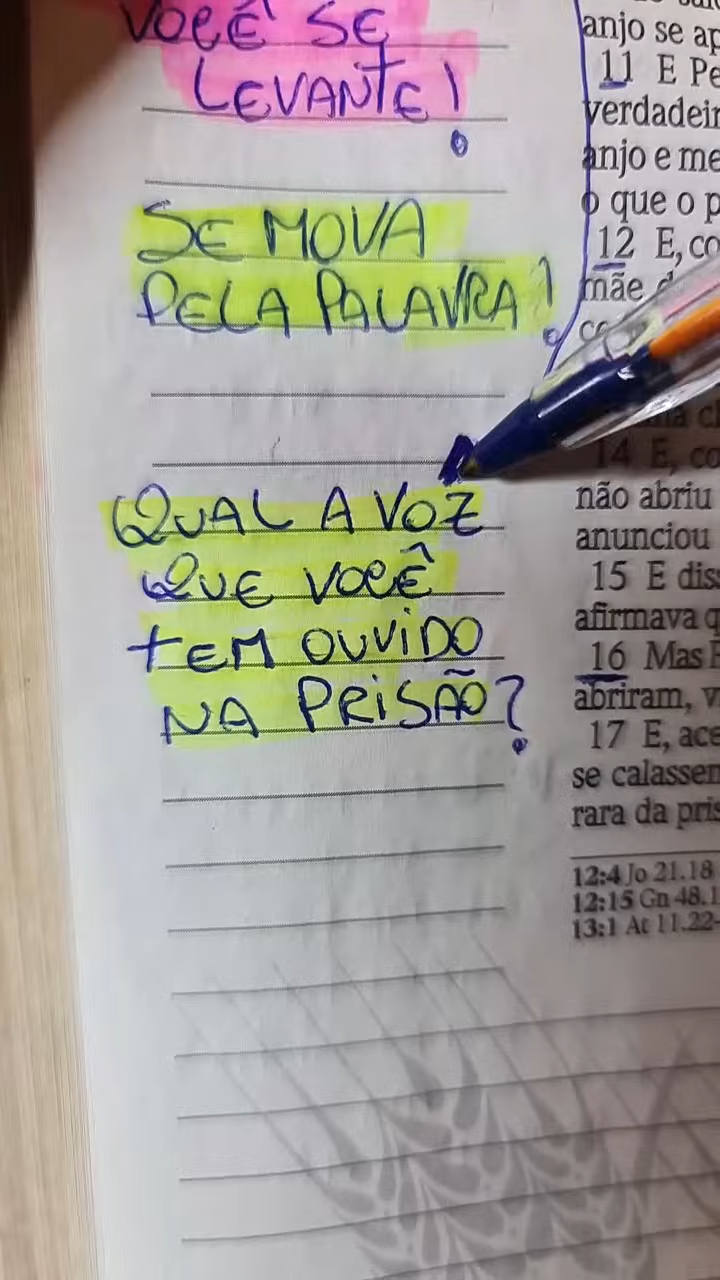 VOCÊ SE
LEVANTE!
SE MOVA
PELA PALAVRA!
QUAL A VOZ
QUE VOCÊ
TEM OUVIDO
NA PRISÃO?
anjo se ap
11 E Pe
verdadeir
anjo e me
o que o p
12 E, co
mãe
14 E, co
não abriu
anunciou
15 E dis
afirmava q
16 Mas
abriram, v
17 E, ace
se calassem
rara da pris
12:4 Jo 21.18
12:15 Gn 48.1
13:1 At 11.22-